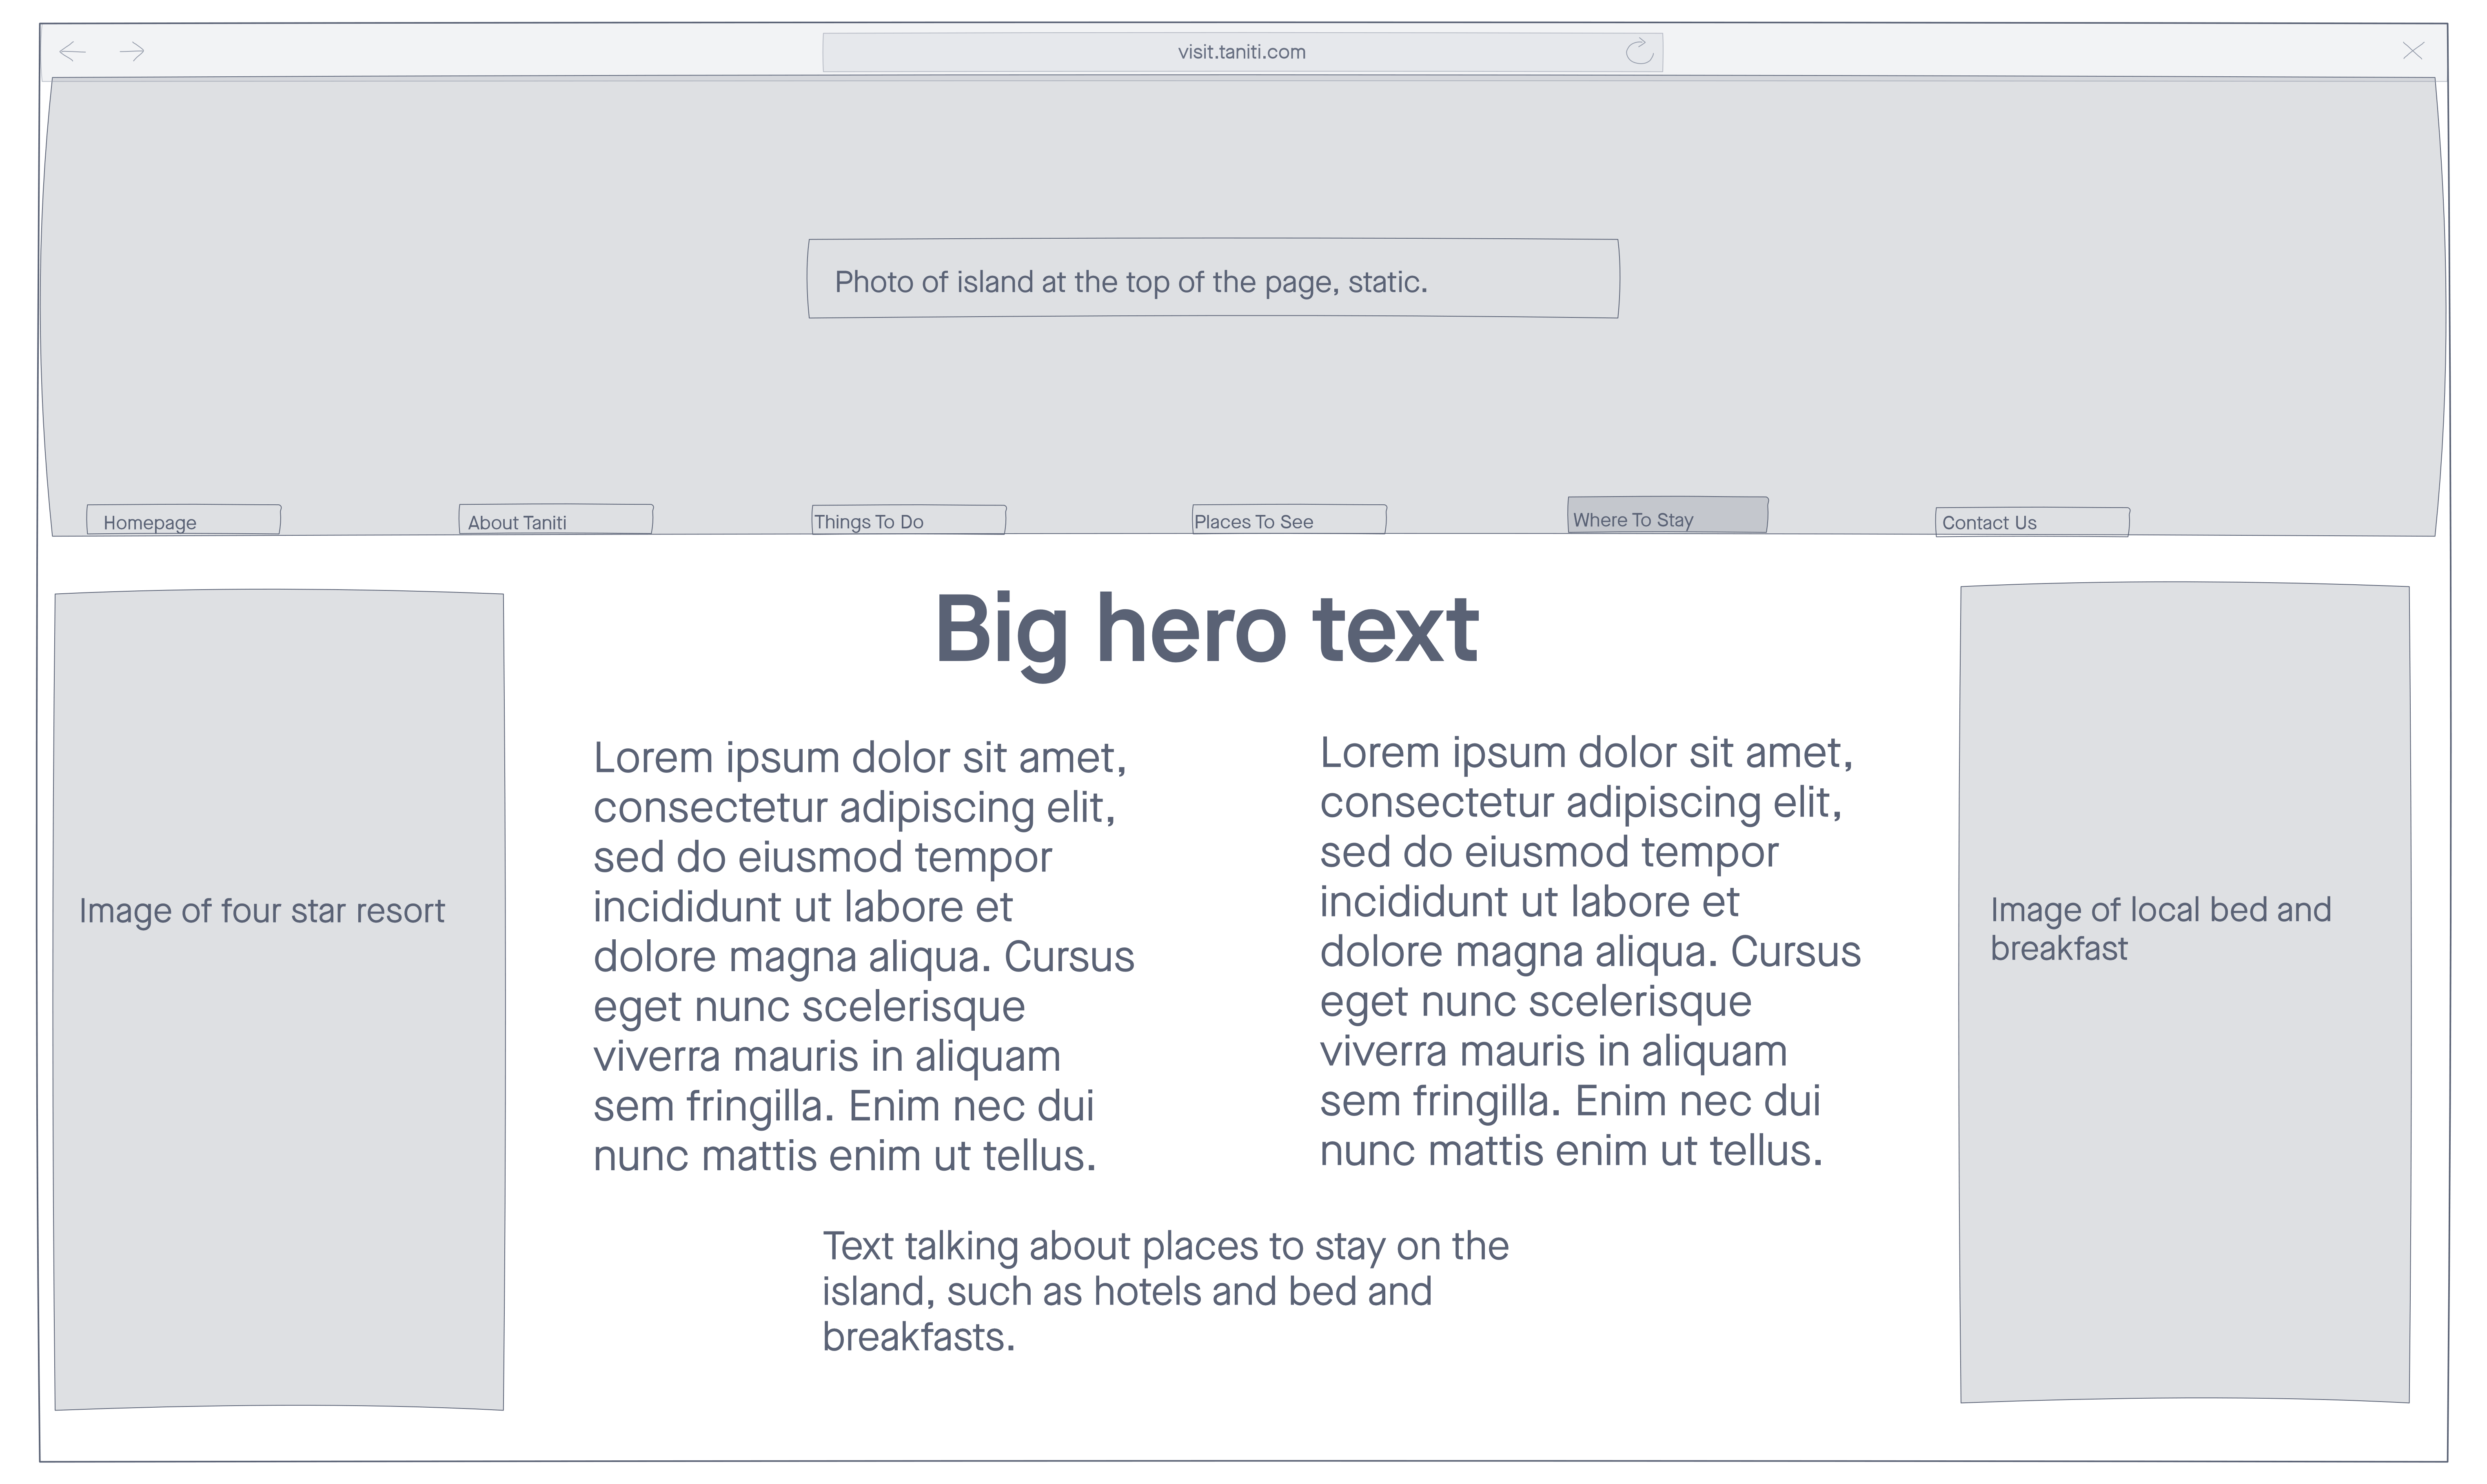 visit.taniti.com
Photo of island at the top of the page, static.
Homepage
About Taniti
Things To Do
Places To See
Where To Stay
Contact Us
Big hero text
Image of four star resort
Lorem ipsum dolor sit amet,
consectetur adipiscing elit,
sed do eiusmod tempor
incididunt ut labore et
dolore magna aliqua. Cursus
eget nunc scelerisque
viverra mauris in aliquam
sem fringilla. Enim nec dui
nunc mattis enim ut tellus.
Lorem ipsum dolor sit amet,
consectetur adipiscing elit,
sed do eiusmod tempor
incididunt ut labore et
dolore magna aliqua. Cursus
eget nunc scelerisque
viverra mauris in aliquam
sem fringilla. Enim nec dui
nunc mattis enim ut tellus.
Image of local bed and
breakfast
Text talking about places to stay on the
island, such as hotels and bed and
breakfasts.